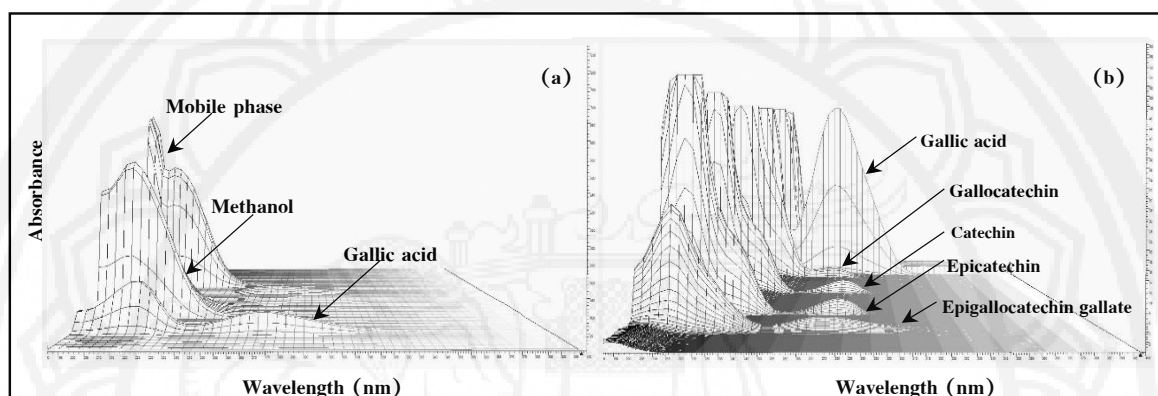 (a)
Mobile phase
Methanol
Gallic acid
Absorbance
Wavelength (nm)
(b)
Gallic acid
Gallocatechin
Catechin
Epicatechin
Epigallocatechin gallate
Wavelength (nm)